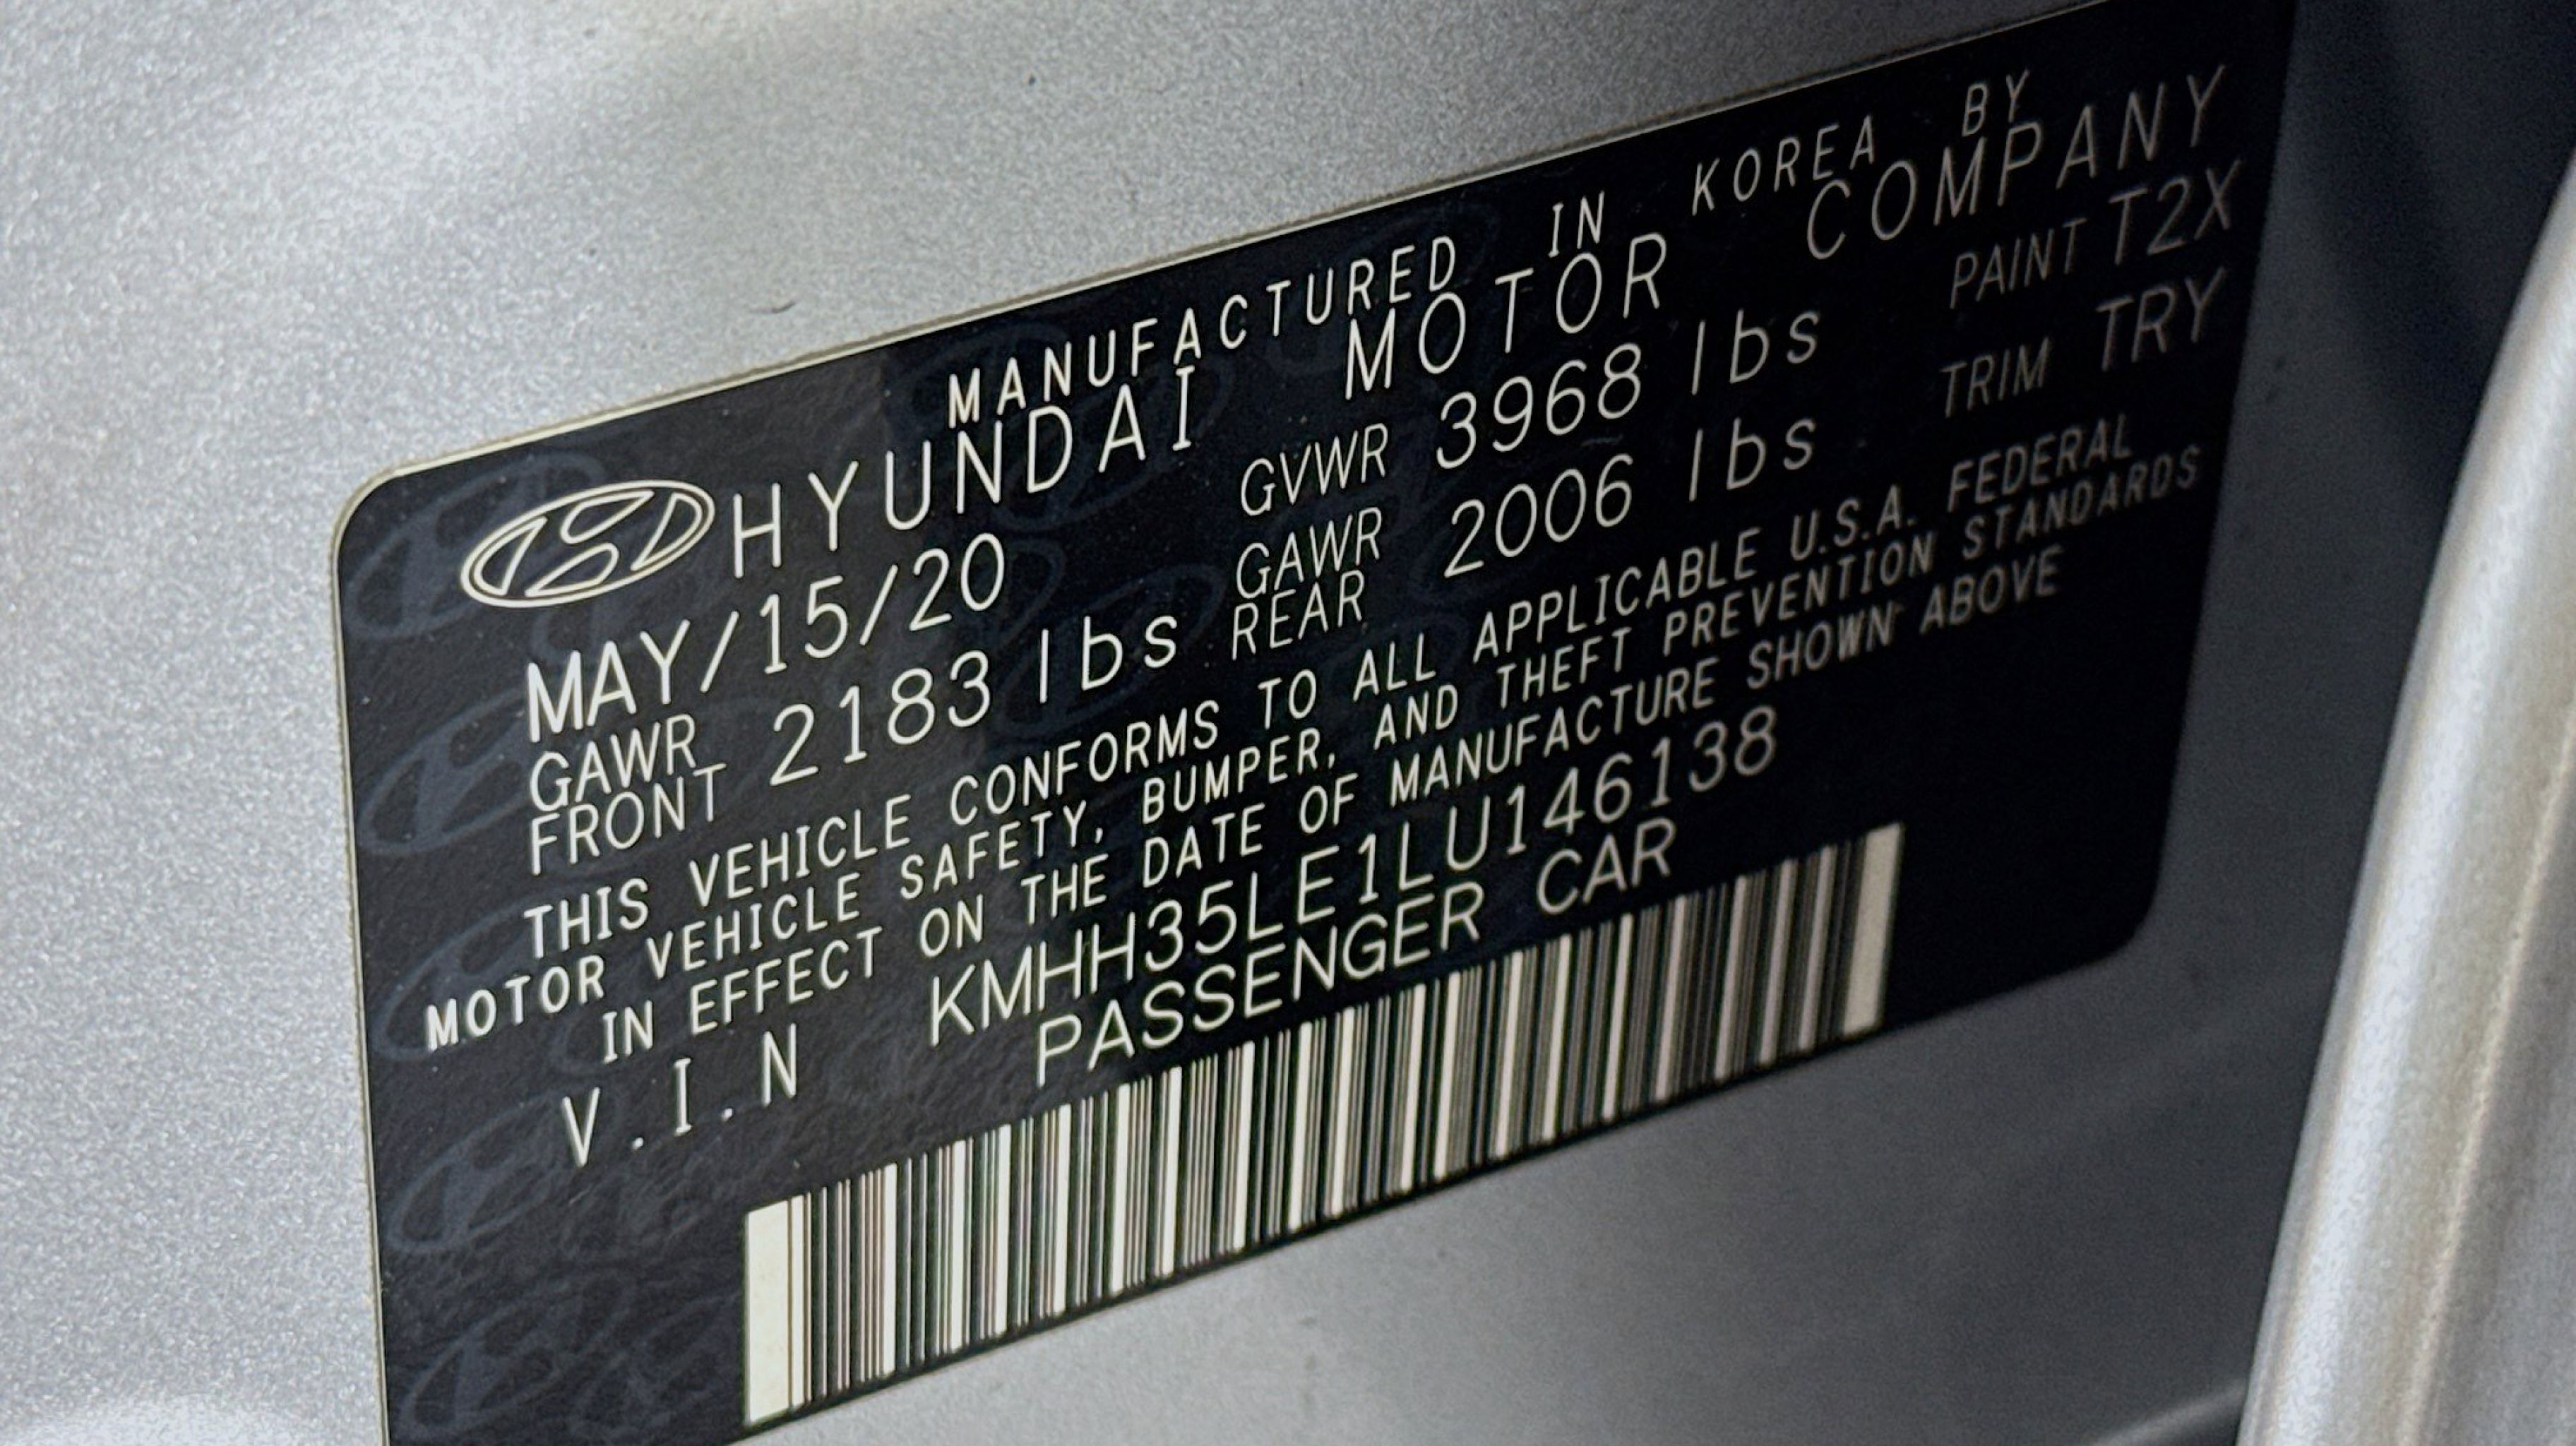 MANUFACTURED IN KOREA BY
HYUNDAI MOTOR COMPANY
MAY/15/20 GVWR 3968 lbs PAINT T2X
GAWR FRONT 2183 lbs GAWR REAR 2006 lbs TRIM TRY
THIS VEHICLE CONFORMS TO ALL APPLICABLE U.S.A. FEDERAL
MOTOR VEHICLE SAFETY, BUMPER, AND THEFT PREVENTION STANDARDS
IN EFFECT ON THE DATE OF MANUFACTURE SHOWN ABOVE
V.I.N KMHH35LE1LU146138
PASSENGER CAR